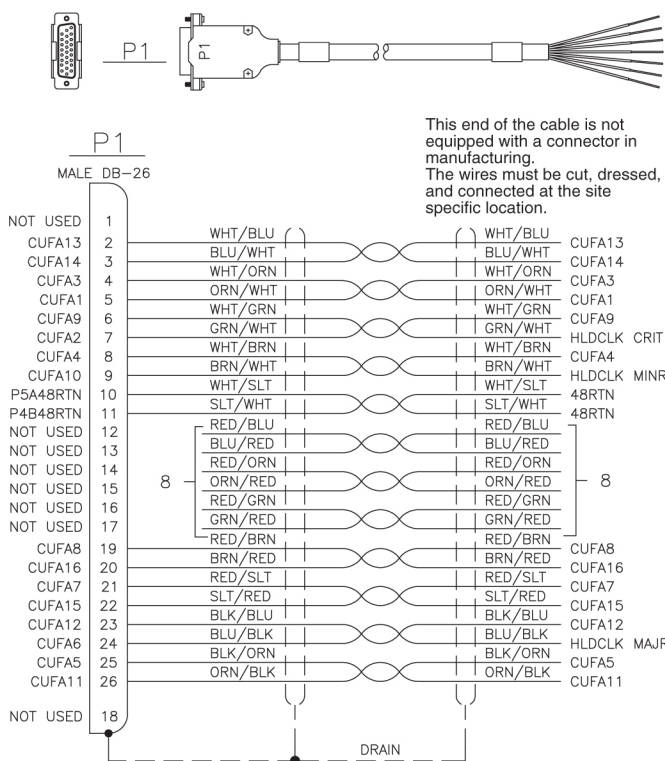 P1
P1
This end of the cable is not
equipped with a connector in
manufacturing.
The wires must be cut, dressed,
and connected at the site
specific location.
P1
MALE DB-26
NOT USED 1
WHT/BLU WHT/BLU
CUFA13 2 CUFA13
BLU/WHT BLU/WHT
CUFA14 3 CUFA14
WHT/ORN WHT/ORN
CUFA3 4 CUFA3
ORN/WHT ORN/WHT
CUFA1 5 CUFA1
WHT/GRN WHT/GRN
CUFA9 6 CUFA9
GRN/WHT GRN/WHT
CUFA2 7 HLDCLK CRIT
WHT/BRN WHT/BRN
CUFA4 8 CUFA4
BRN/WHT BRN/WHT
CUFA10 9 HLDCLK MINR
WHT/SLT WHT/SLT
P5A48RTN 10 48RTN
SLT/WHT SLT/WHT
P4B48RTN 11 48RTN
RED/BLU RED/BLU
NOT USED 12
BLU/RED BLU/RED
NOT USED 13
RED/ORN RED/ORN
NOT USED 14
8 ORN/RED ORN/RED 8
NOT USED 15
RED/GRN RED/GRN
NOT USED 16
GRN/RED GRN/RED
NOT USED 17
RED/BRN RED/BRN
CUFA8 19 CUFA8
BRN/RED BRN/RED
CUFA16 20 CUFA16
RED/SLT RED/SLT
CUFA7 21 CUFA7
SLT/RED SLT/RED
CUFA15 22 CUFA15
BLK/BLU BLK/BLU
CUFA12 23 CUFA12
BLU/BLK BLU/BLK
CUFA6 24 HLDCLK MAJR
BLK/ORN BLK/ORN
CUFA5 25 CUFA5
ORN/BLK ORN/BLK
CUFA11 26 CUFA11
NOT USED 18
DRAIN